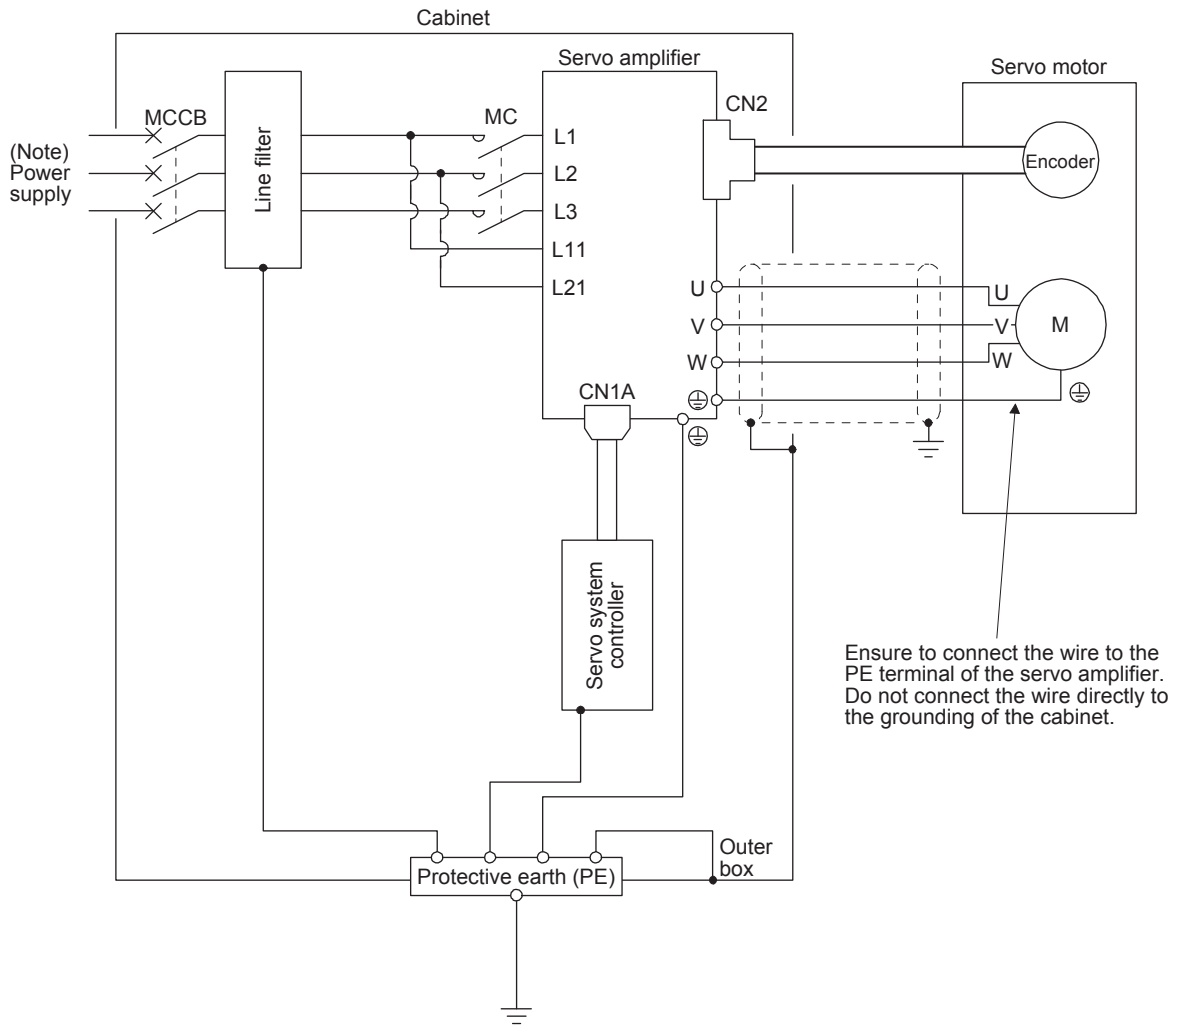 Cabinet
Servo amplifier
Servo motor
CN2
MCCB
MC
(Note)
Power
supply
Line filter
L1
L2
L3
L11
L21
Encoder
U
V
W
U
V
W
M
CN1A
Servo system
controller
Ensure to connect the wire to the
PE terminal of the servo amplifier.
Do not connect the wire directly to
the grounding of the cabinet.
Outer
box
Protective earth (PE)